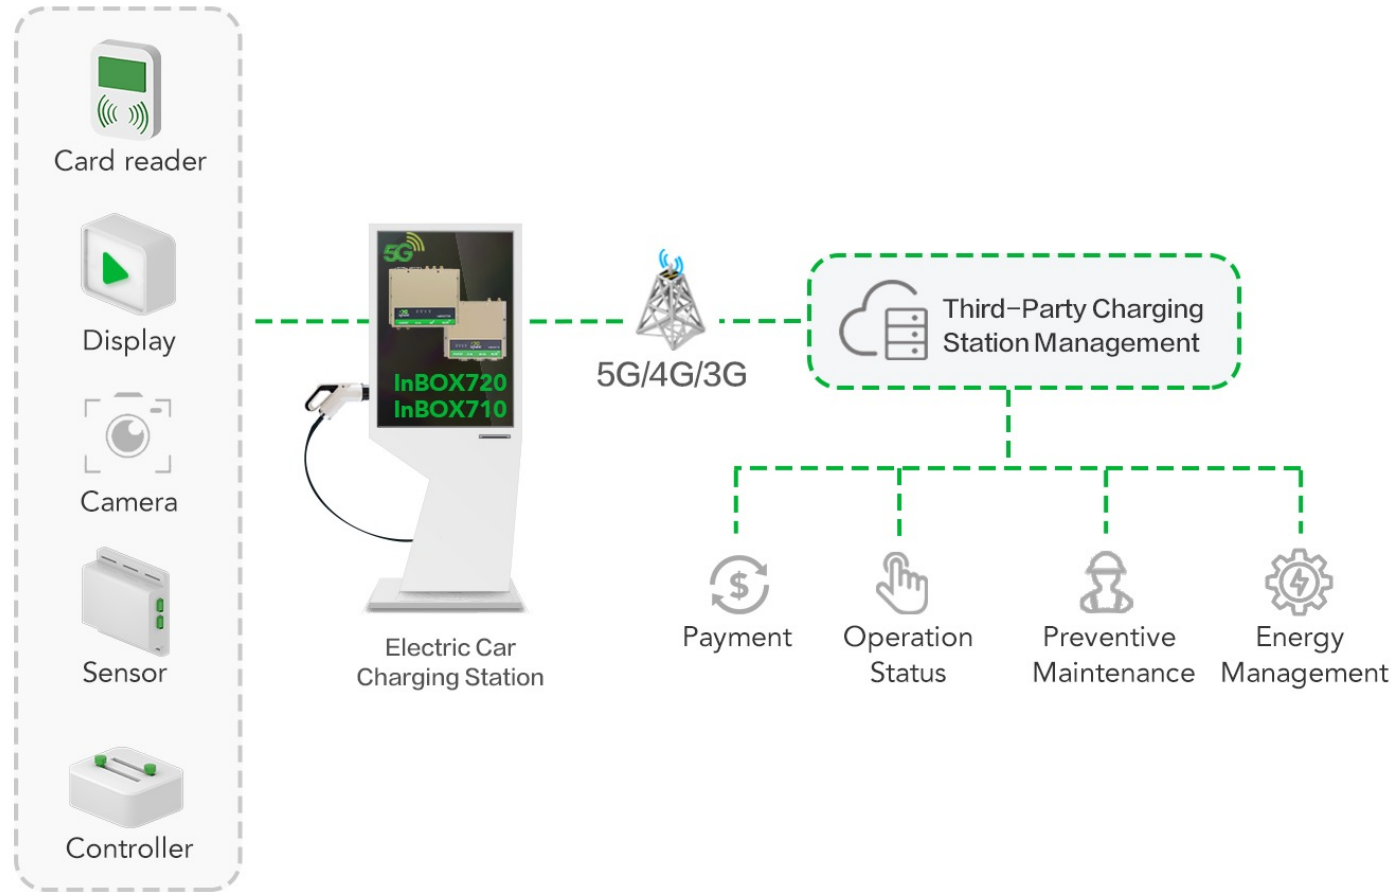 Card reader
Display
Camera
Sensor
Controller
5G
InBOX720
InBOX710
Electric Car
Charging Station
5G/4G/3G
Third-Party Charging
Station Management
$
Payment
Operation
Status
Preventive
Maintenance
Energy
Management